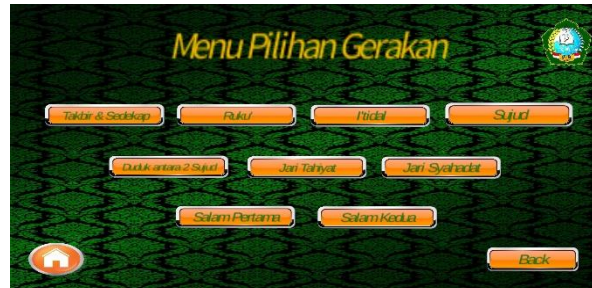 Menu Pilihan Gerakan
Takbir & Sedekap
Ruku'
I'tidal
Sujud
Duduk antara 2 Sujud
Jari Tahiyat
Jari Syahadat
Salam Pertama
Salam Kedua
Back